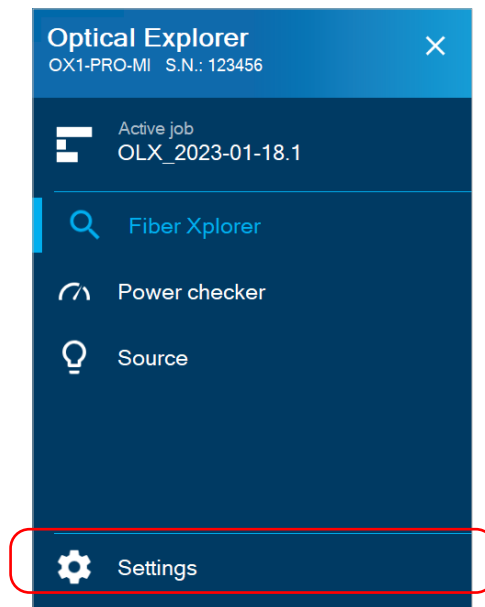 Optical Explorer
OX1-PRO-MI S.N.: 123456
Active job
OLX_2023-01-18.1
Fiber Xplorer
Power checker
Source
Settings